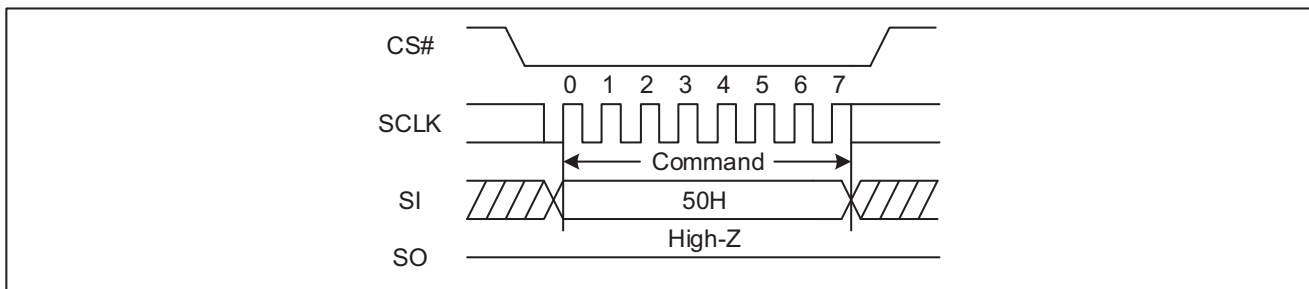 CS#
0 1 2 3 4 5 6 7
SCLK
Command
SI 50H
High-Z
SO